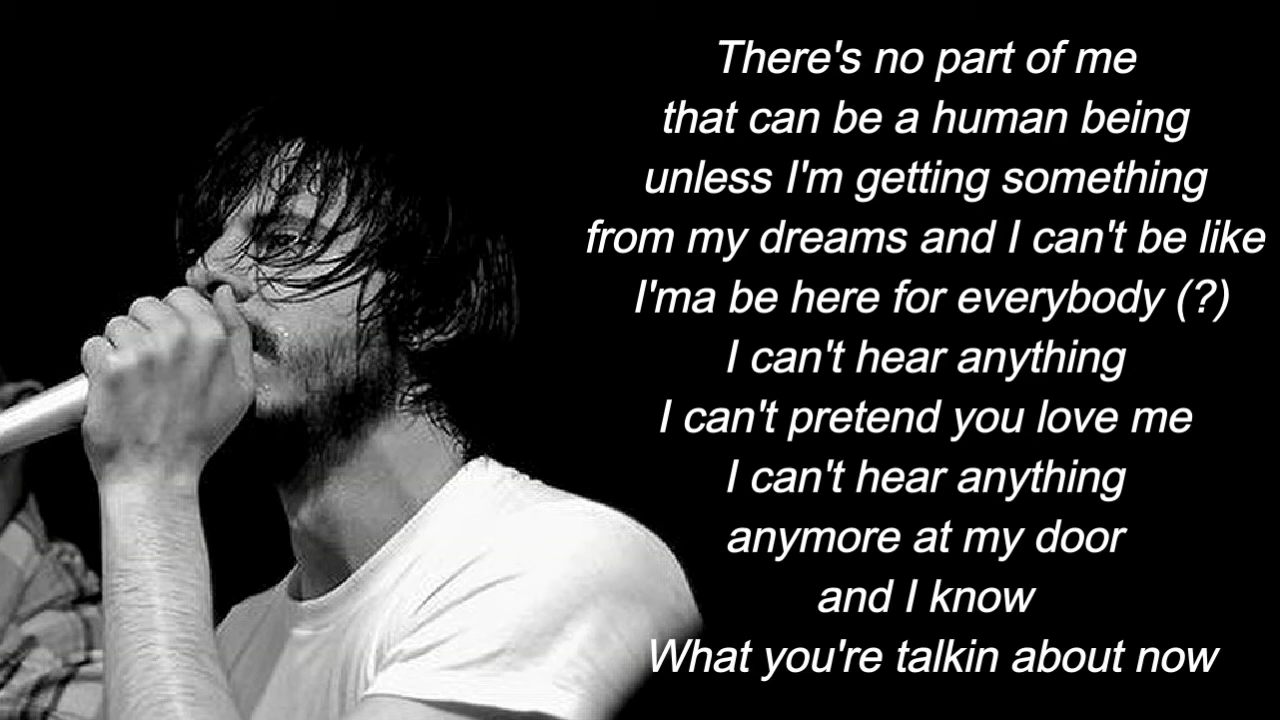 There's no part of me
that can be a human being
unless I'm getting something
from my dreams and I can't be like
I'ma be here for everybody (?)
I can't hear anything
I can't pretend you love me
I can't hear anything
anymore at my door
and I know
What you're talkin about now